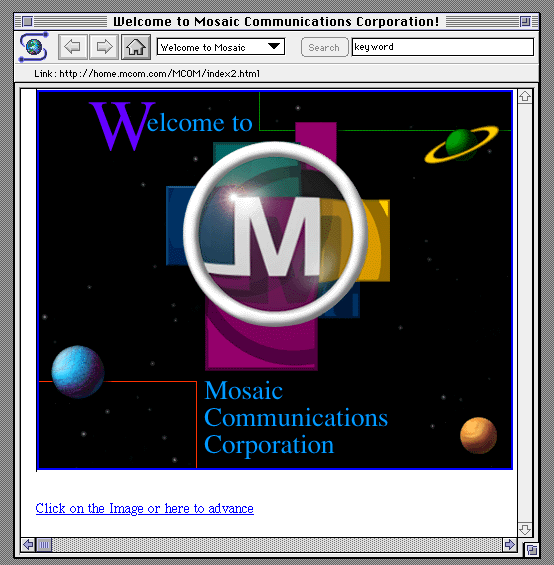 Welcome to Mosaic Communications Corporation!
Welcome to Mosaic
Search
keyword
Link : http://home.mcom.com/MCOM/index2.html
Welcome to
M
Mosaic
Communications
Corporation
Click on the Image or here to advance